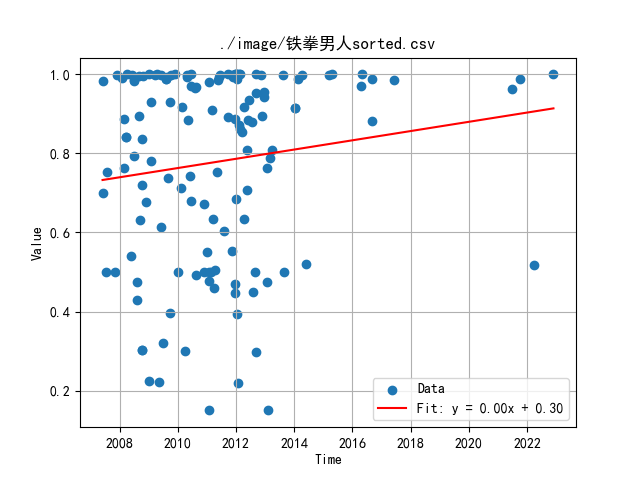 ./image/铁拳男人sorted.csv
1.0
0.8
0.6
0.4
0.2
Value
2008 2010 2012 2014 2016 2018 2020 2022
Time
Data
Fit: y = 0.00x + 0.30